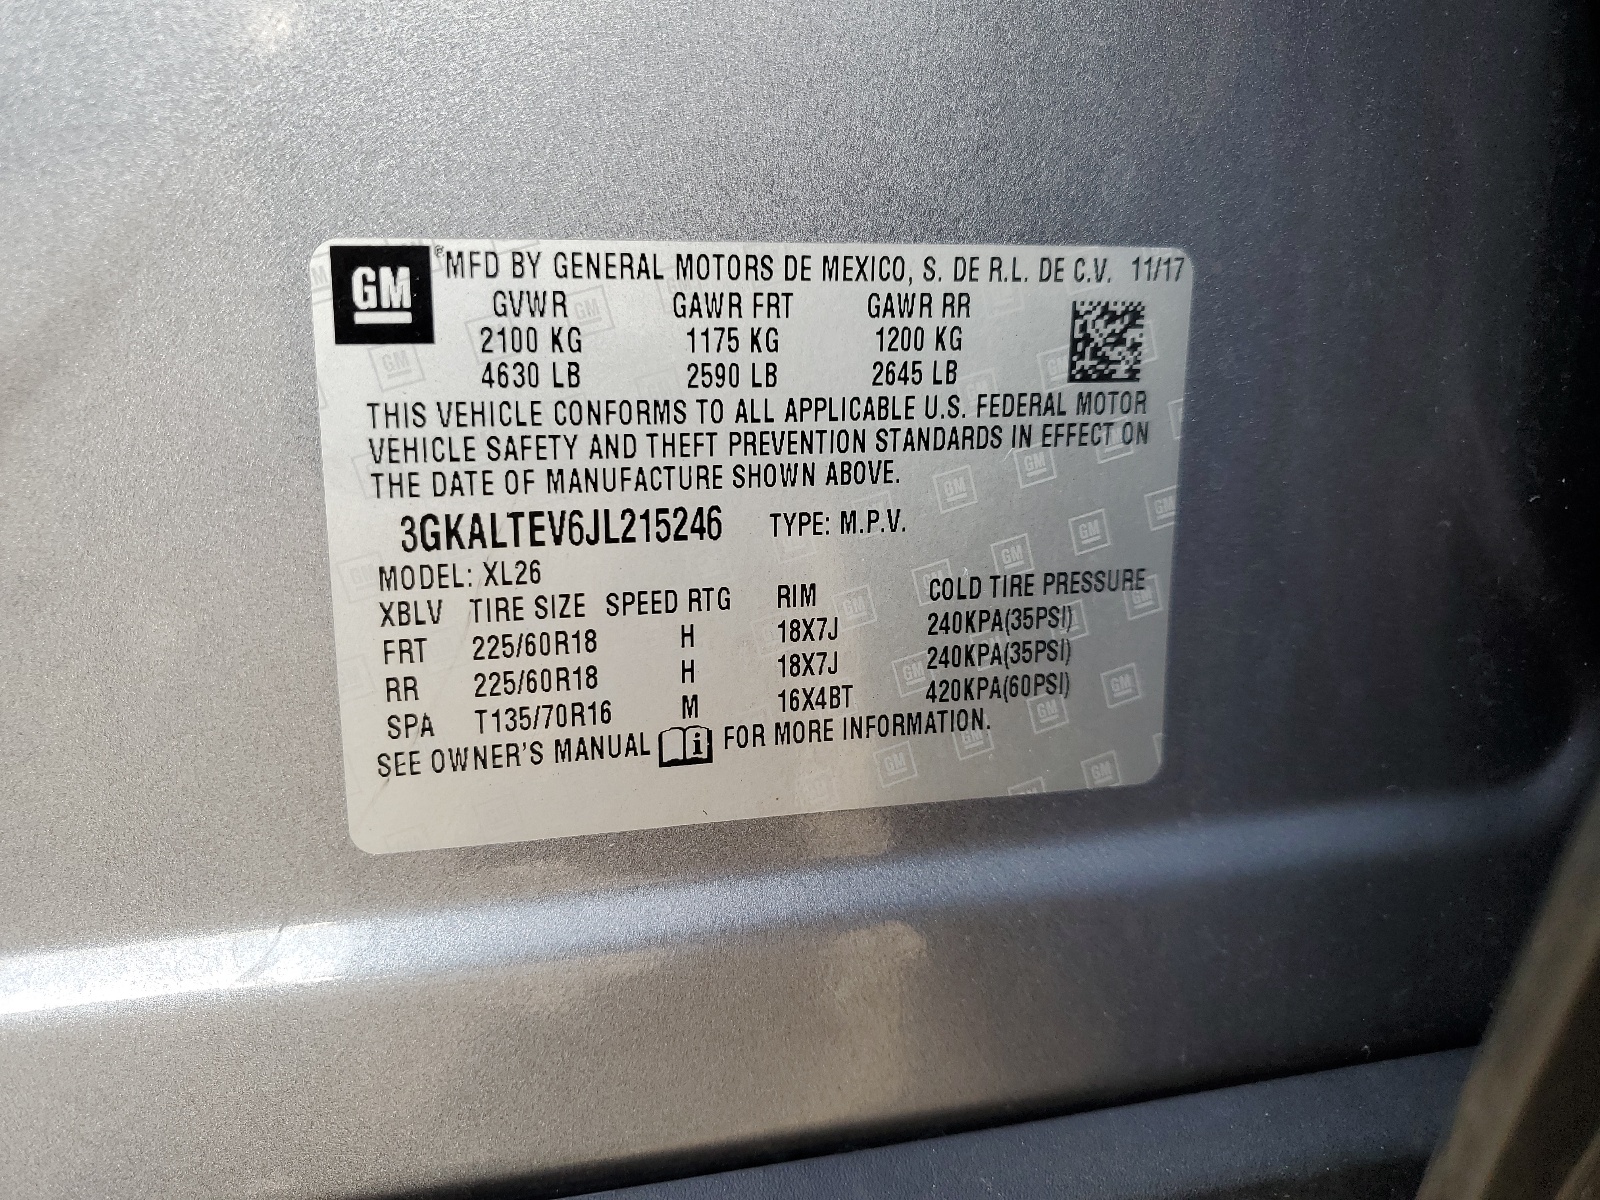 GM ® MFD BY GENERAL MOTORS DE MEXICO, S. DE R.L. DE C.V. 11/17
GVWR GAWR FRT GAWR RR
2100 KG 1175 KG 1200 KG
4630 LB 2590 LB 2645 LB
THIS VEHICLE CONFORMS TO ALL APPLICABLE U.S. FEDERAL MOTOR
VEHICLE SAFETY AND THEFT PREVENTION STANDARDS IN EFFECT ON
THE DATE OF MANUFACTURE SHOWN ABOVE.
3GKALTEV6JL215246 TYPE: M.P.V.
MODEL: XL26
XBLV TIRE SIZE SPEED RTG RIM COLD TIRE PRESSURE
FRT 225/60R18 H 18X7J 240KPA(35PSI)
RR 225/60R18 H 18X7J 240KPA(35PSI)
SPA T135/70R16 M 16X4BT 420KPA(60PSI)
SEE OWNER'S MANUAL i FOR MORE INFORMATION.